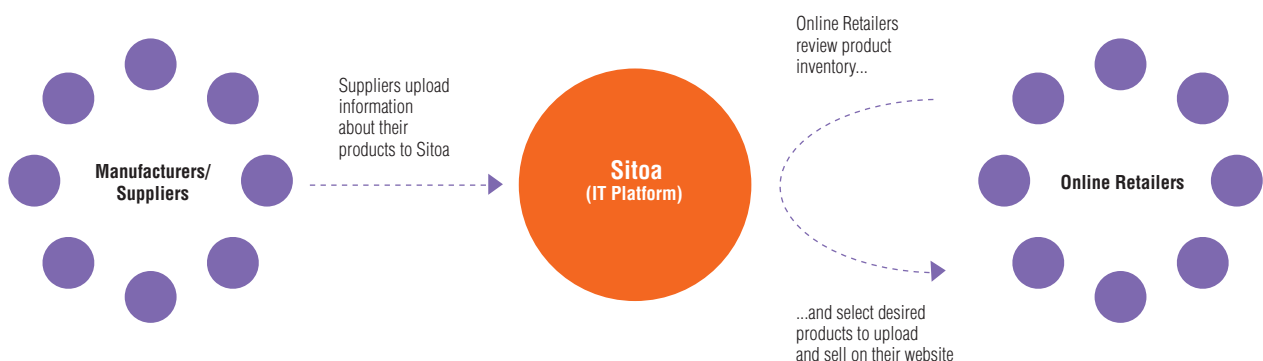 Online Retailers
review product
inventory...
Suppliers upload
information
about their
products to Sitoa
Manufacturers/
Suppliers
Sitoa
(IT Platform)
Online Retailers
...and select desired
products to upload
and sell on their website